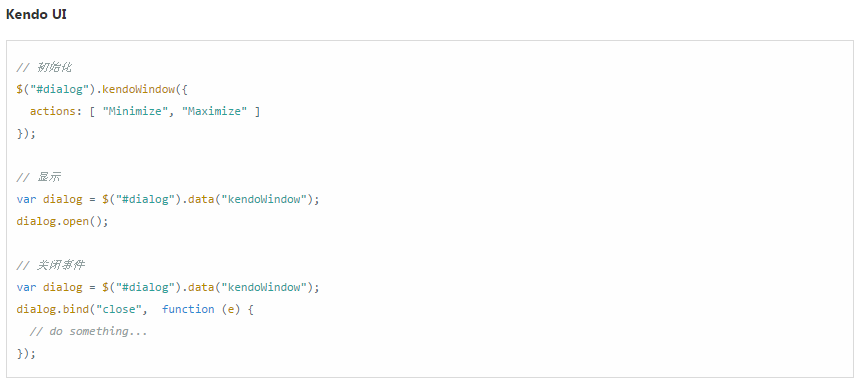 Kendo UI
// 初始化
$("#dialog").kendoWindow({
  actions: [ "Minimize", "Maximize" ]
});
// 显示
var dialog = $("#dialog").data("kendoWindow");
dialog.open();
// 关闭事件
var dialog = $("#dialog").data("kendoWindow");
dialog.bind("close",  function (e) {
  // do something...
});